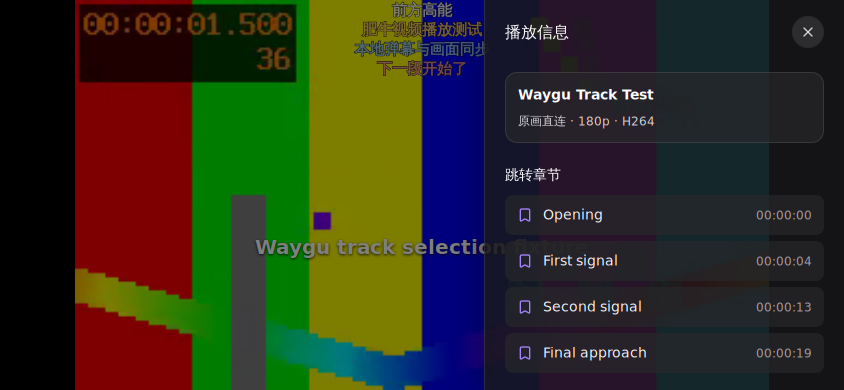 00:00:01.500
36
前方高能
肥牛视频播放测试
本地弹幕与画面同步
下一段开始了
Waygu track selection fixture
播放信息
Waygu Track Test
原画直连 · 180p · H264
跳转章节
Opening 00:00:00
First signal 00:00:04
Second signal 00:00:13
Final approach 00:00:19